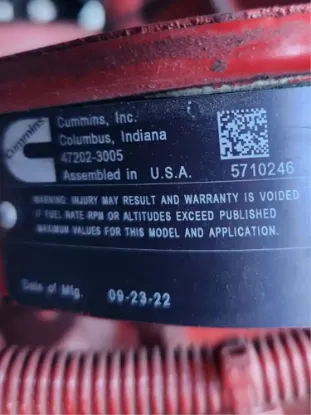 Cummins
Cummins, Inc.
Columbus, Indiana
47202-3005
Assembled in U.S.A. 5710246
WARNING: INJURY MAY RESULT AND WARRANTY IS VOIDED
IF FUEL RATE RPM OR ALTITUDES EXCEED PUBLISHED
MAXIMUM VALUES FOR THIS MODEL AND APPLICATION.
Date of Mfg. 09-23-22